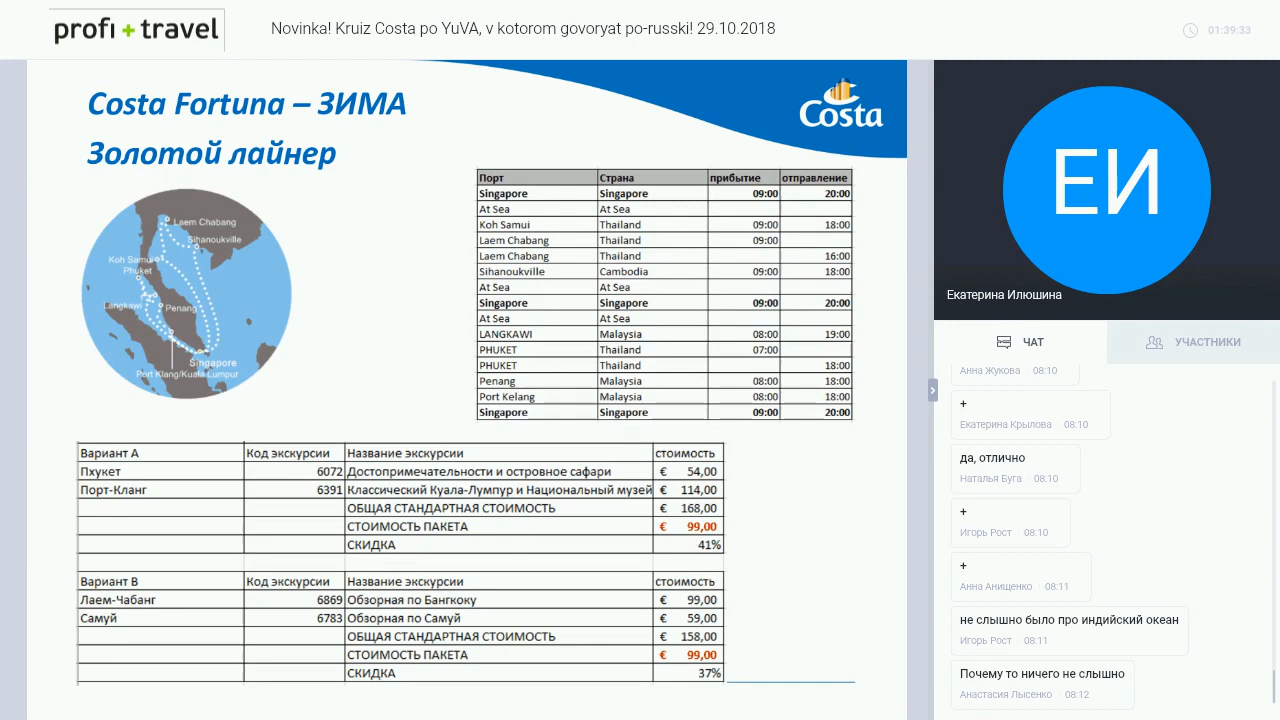 profi + travel
Novinka! Kruiz Costa po YuVA, v kotorom govoryat po-russki! 29.10.2018
01:39:33
Costa Fortuna – ЗИМА
Золотой лайнер
Costa
Laem Chabang
Sihanoukville
Koh Samui
Phuket
Langkawi
Penang
Singapore
Port Klang/Kuala Lumpur
Порт Страна прибытие отправление
Singapore Singapore 09:00 20:00
At Sea At Sea
Koh Samui Thailand 09:00 18:00
Laem Chabang Thailand 09:00
Laem Chabang Thailand 16:00
Sihanoukville Cambodia 09:00 18:00
At Sea At Sea
Singapore Singapore 09:00 20:00
At Sea At Sea
LANGKAWI Malaysia 08:00 19:00
PHUKET Thailand 07:00
PHUKET Thailand 18:00
Penang Malaysia 08:00 18:00
Port Kelang Malaysia 08:00 18:00
Singapore Singapore 09:00 20:00
Вариант А Код экскурсии Название экскурсии стоимость
Пхукет 6072 Достопримечательности и островное сафари € 54,00
Порт-Кланг 6391 Классический Куала-Лумпур и Национальный музей € 114,00
ОБЩАЯ СТАНДАРТНАЯ СТОИМОСТЬ € 168,00
СТОИМОСТЬ ПАКЕТА € 99,00
СКИДКА 41%
Вариант В Код экскурсии Название экскурсии стоимость
Лаем-Чабанг 6869 Обзорная по Бангкоку € 99,00
Самуй 6783 Обзорная по Самуй € 59,00
ОБЩАЯ СТАНДАРТНАЯ СТОИМОСТЬ € 158,00
СТОИМОСТЬ ПАКЕТА € 99,00
СКИДКА 37%
ЕИ
Екатерина Илюшина
ЧАТ
УЧАСТНИКИ
Анна Жукова 08:10
+
Екатерина Крылова 08:10
да, отлично
Наталья Буга 08:10
+
Игорь Рост 08:10
+
Анна Анищенко 08:11
не слышно было про индийский океан
Игорь Рост 08:11
Почему то ничего не слышно
Анастасия Лысенко 08:12